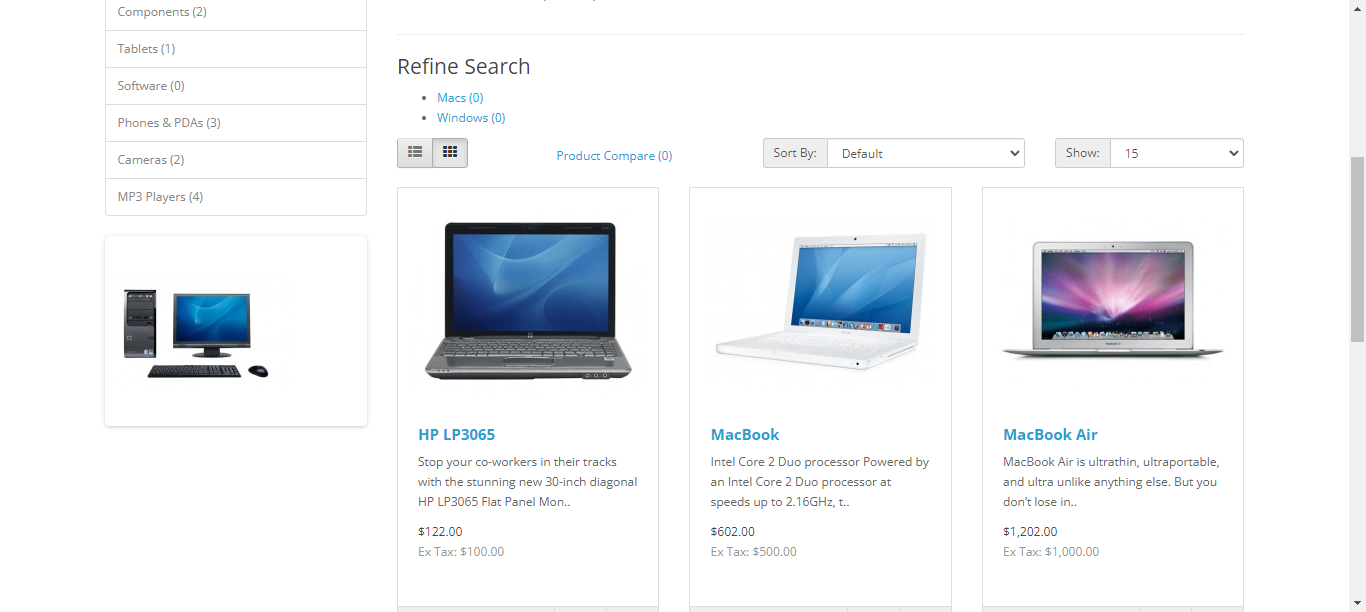 Components (2)
Tablets (1)
Software (0)
Phones & PDAs (3)
Cameras (2)
MP3 Players (4)
Refine Search
Macs (0)
Windows (0)
Product Compare (0)
Sort By:
Default
Show:
15
HP LP3065
Stop your co-workers in their tracks
with the stunning new 30-inch diagonal
HP LP3065 Flat Panel Mon..
$122.00
Ex Tax: $100.00
MacBook
Intel Core 2 Duo processor Powered by
an Intel Core 2 Duo processor at
speeds up to 2.16GHz, t..
$602.00
Ex Tax: $500.00
MacBook Air
MacBook Air is ultrathin, ultraportable,
and ultra unlike anything else. But you
don’t lose in..
$1,202.00
Ex Tax: $1,000.00